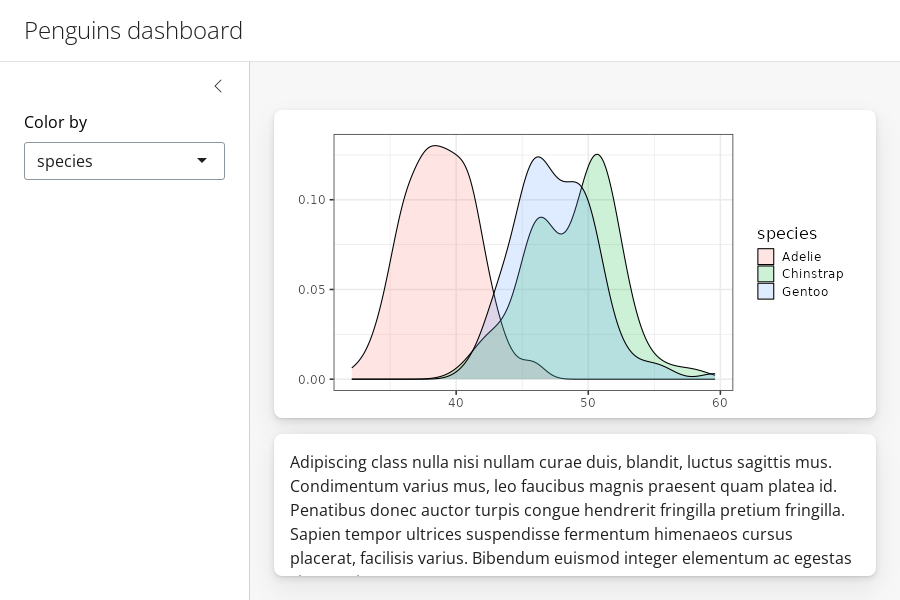 Penguins dashboard
Color by
species
0.10
0.05
0.00
40
50
60
species
Adelie
Chinstrap
Gentoo
Adipiscing class nulla nisi nullam curae duis, blandit, luctus sagittis mus.
Condimentum varius mus, leo faucibus magnis praesent quam platea id.
Penatibus donec auctor turpis congue hendrerit fringilla pretium fringilla.
Sapien tempor ultrices suspendisse fermentum himenaeos cursus
placerat, facilisis varius. Bibendum euismod integer elementum ac egestas